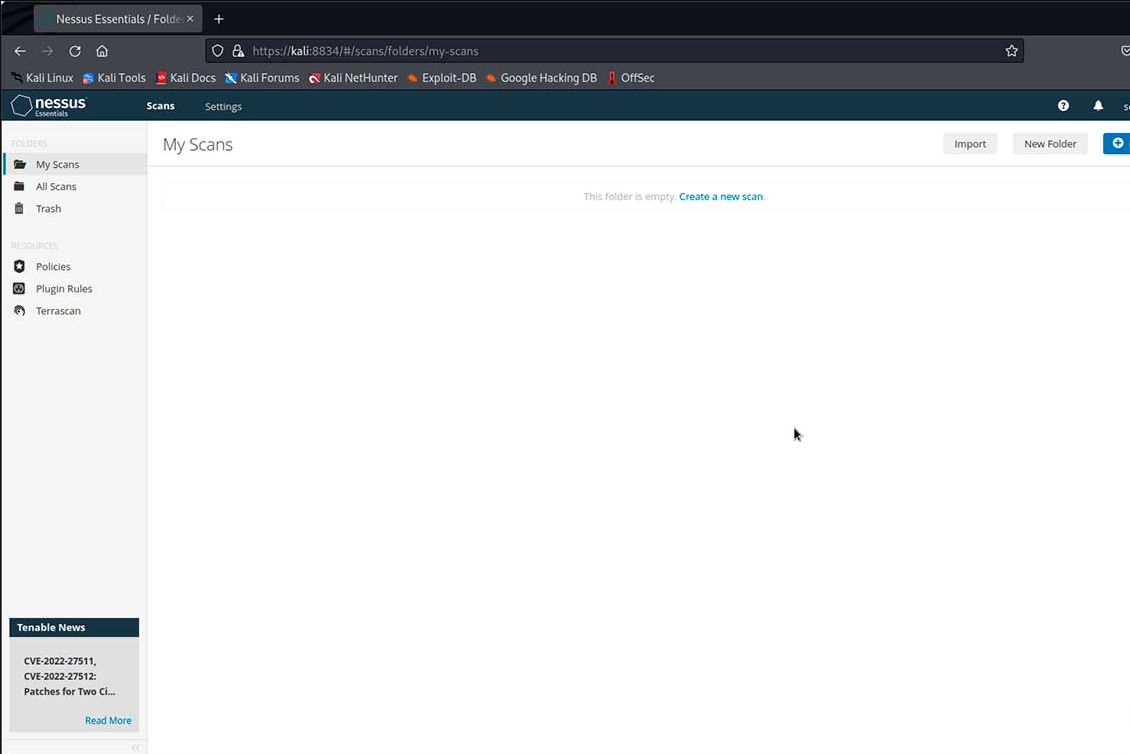 Nessus Essentials / Folde
https://kali:8834/#/scans/folders/my-scans
Kali Linux Kali Tools Kali Docs Kali Forums Kali NetHunter Exploit-DB Google Hacking DB OffSec
nessus Essentials Scans Settings
FOLDERS
My Scans
All Scans
Trash
RESOURCES
Policies
Plugin Rules
Terrascan
My Scans Import New Folder
This folder is empty. Create a new scan.
Tenable News
CVE-2022-27511,
CVE-2022-27512:
Patches for Two Ci...
Read More